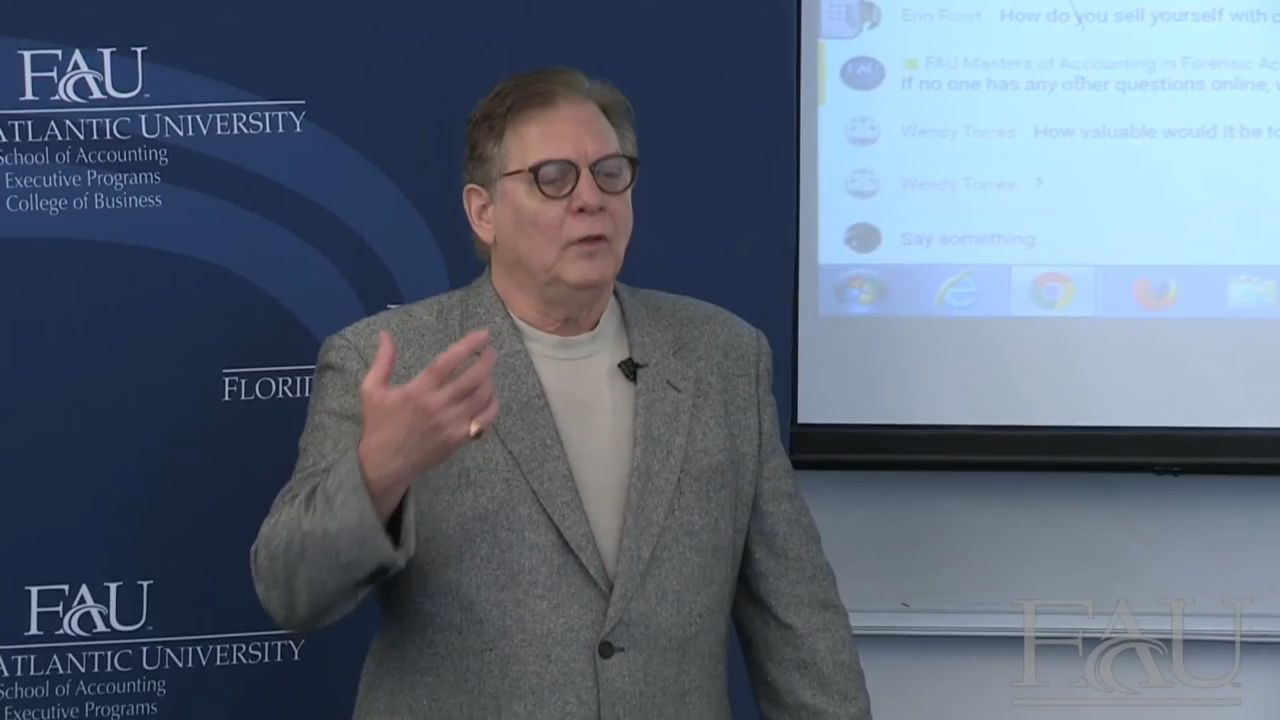 FAU
ATLANTIC UNIVERSITY
School of Accounting
Executive Programs
College of Business
FLORI
FAU
ATLANTIC UNIVERSITY
School of Accounting
Executive Programs
Erin Forst How do you sell yourself with
FAU Masters of Accounting in Forensic
If no one has any other questions online,
Wendy Torres How valuable would it be to
Wendy Torres ?
Say something...
FAU